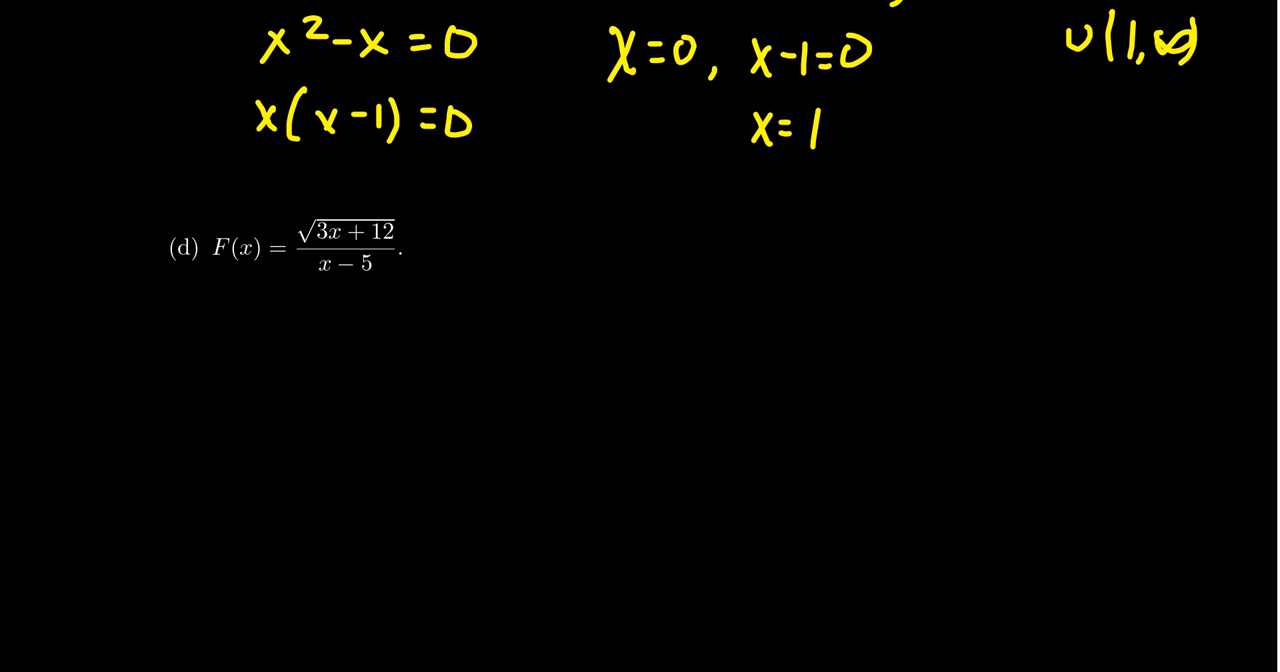 x² - x = 0 x = 0, x - 1 = 0 ∪ (1, ∞)
x(x - 1) = 0 x = 1
(d) F(x) = √(3x + 12) / (x − 5).